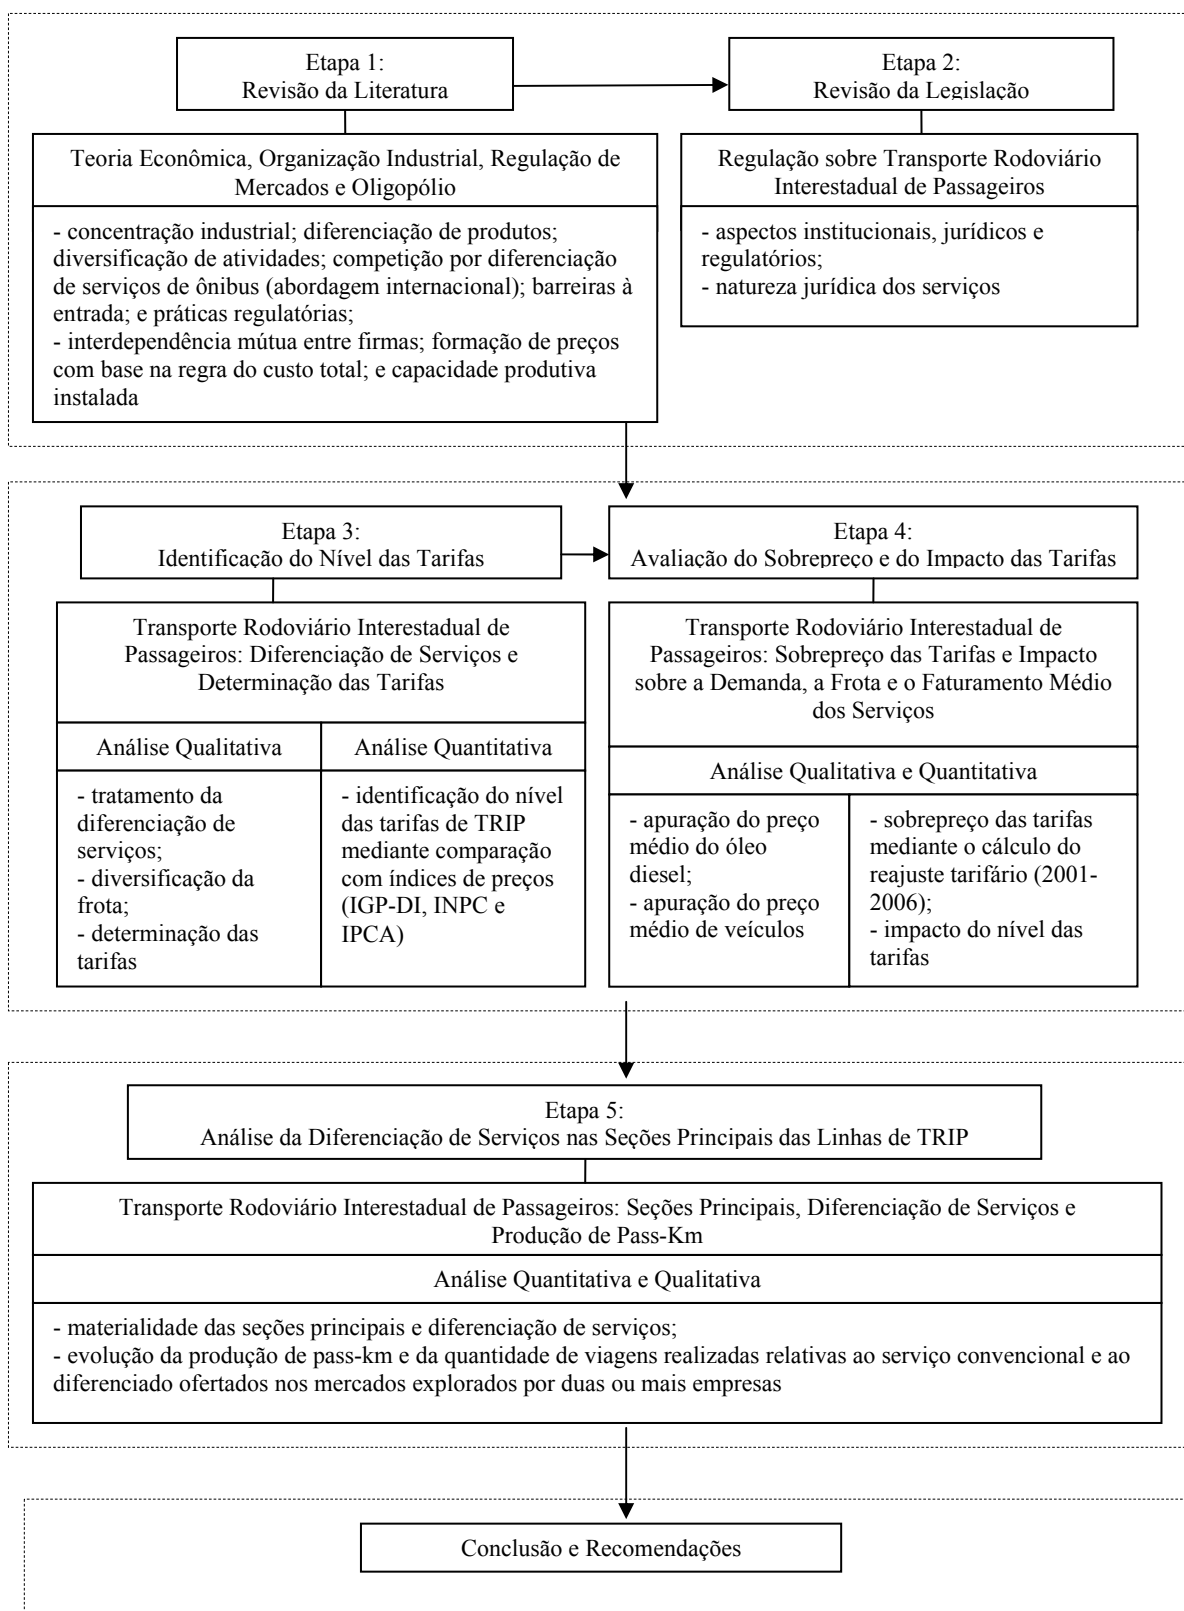 Etapa 1:
Revisão da Literatura
Etapa 2:
Revisão da Legislação
Teoria Econômica, Organização Industrial, Regulação de
Mercados e Oligopólio
- concentração industrial; diferenciação de produtos;
diversificação de atividades; competição por diferenciação
de serviços de ônibus (abordagem internacional); barreiras à
entrada; e práticas regulatórias;
- interdependência mútua entre firmas; formação de preços
com base na regra do custo total; e capacidade produtiva
instalada
Regulação sobre Transporte Rodoviário
Interestadual de Passageiros
- aspectos institucionais, jurídicos e
regulatórios;
- natureza jurídica dos serviços
Etapa 3:
Identificação do Nível das Tarifas
Etapa 4:
Avaliação do Sobrepreço e do Impacto das Tarifas
Transporte Rodoviário Interestadual de
Passageiros: Diferenciação de Serviços e
Determinação das Tarifas
Análise Qualitativa
- tratamento da
diferenciação de
serviços;
- diversificação da
frota;
- determinação das
tarifas
Análise Quantitativa
- identificação do nível
das tarifas de TRIP
mediante comparação
com índices de preços
(IGP-DI, INPC e
IPCA)
Transporte Rodoviário Interestadual de
Passageiros: Sobrepreço das Tarifas e Impacto
sobre a Demanda, a Frota e o Faturamento Médio
dos Serviços
Análise Qualitativa e Quantitativa
- apuração do preço
médio do óleo
diesel;
- apuração do preço
médio de veículos
- sobrepreço das tarifas
mediante o cálculo do
reajuste tarifário (2001-
2006);
- impacto do nível das
tarifas
Etapa 5:
Análise da Diferenciação de Serviços nas Seções Principais das Linhas de TRIP
Transporte Rodoviário Interestadual de Passageiros: Seções Principais, Diferenciação de Serviços e
Produção de Pass-Km
Análise Quantitativa e Qualitativa
- materialidade das seções principais e diferenciação de serviços;
- evolução da produção de pass-km e da quantidade de viagens realizadas relativas ao serviço convencional e ao
diferenciado ofertados nos mercados explorados por duas ou mais empresas
Conclusão e Recomendações